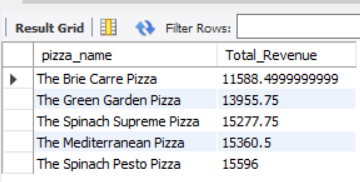 Result Grid Filter Rows:
pizza_name Total_Revenue
The Brie Carre Pizza 11588.4999999999
The Green Garden Pizza 13955.75
The Spinach Supreme Pizza 15277.75
The Mediterranean Pizza 15360.5
The Spinach Pesto Pizza 15596